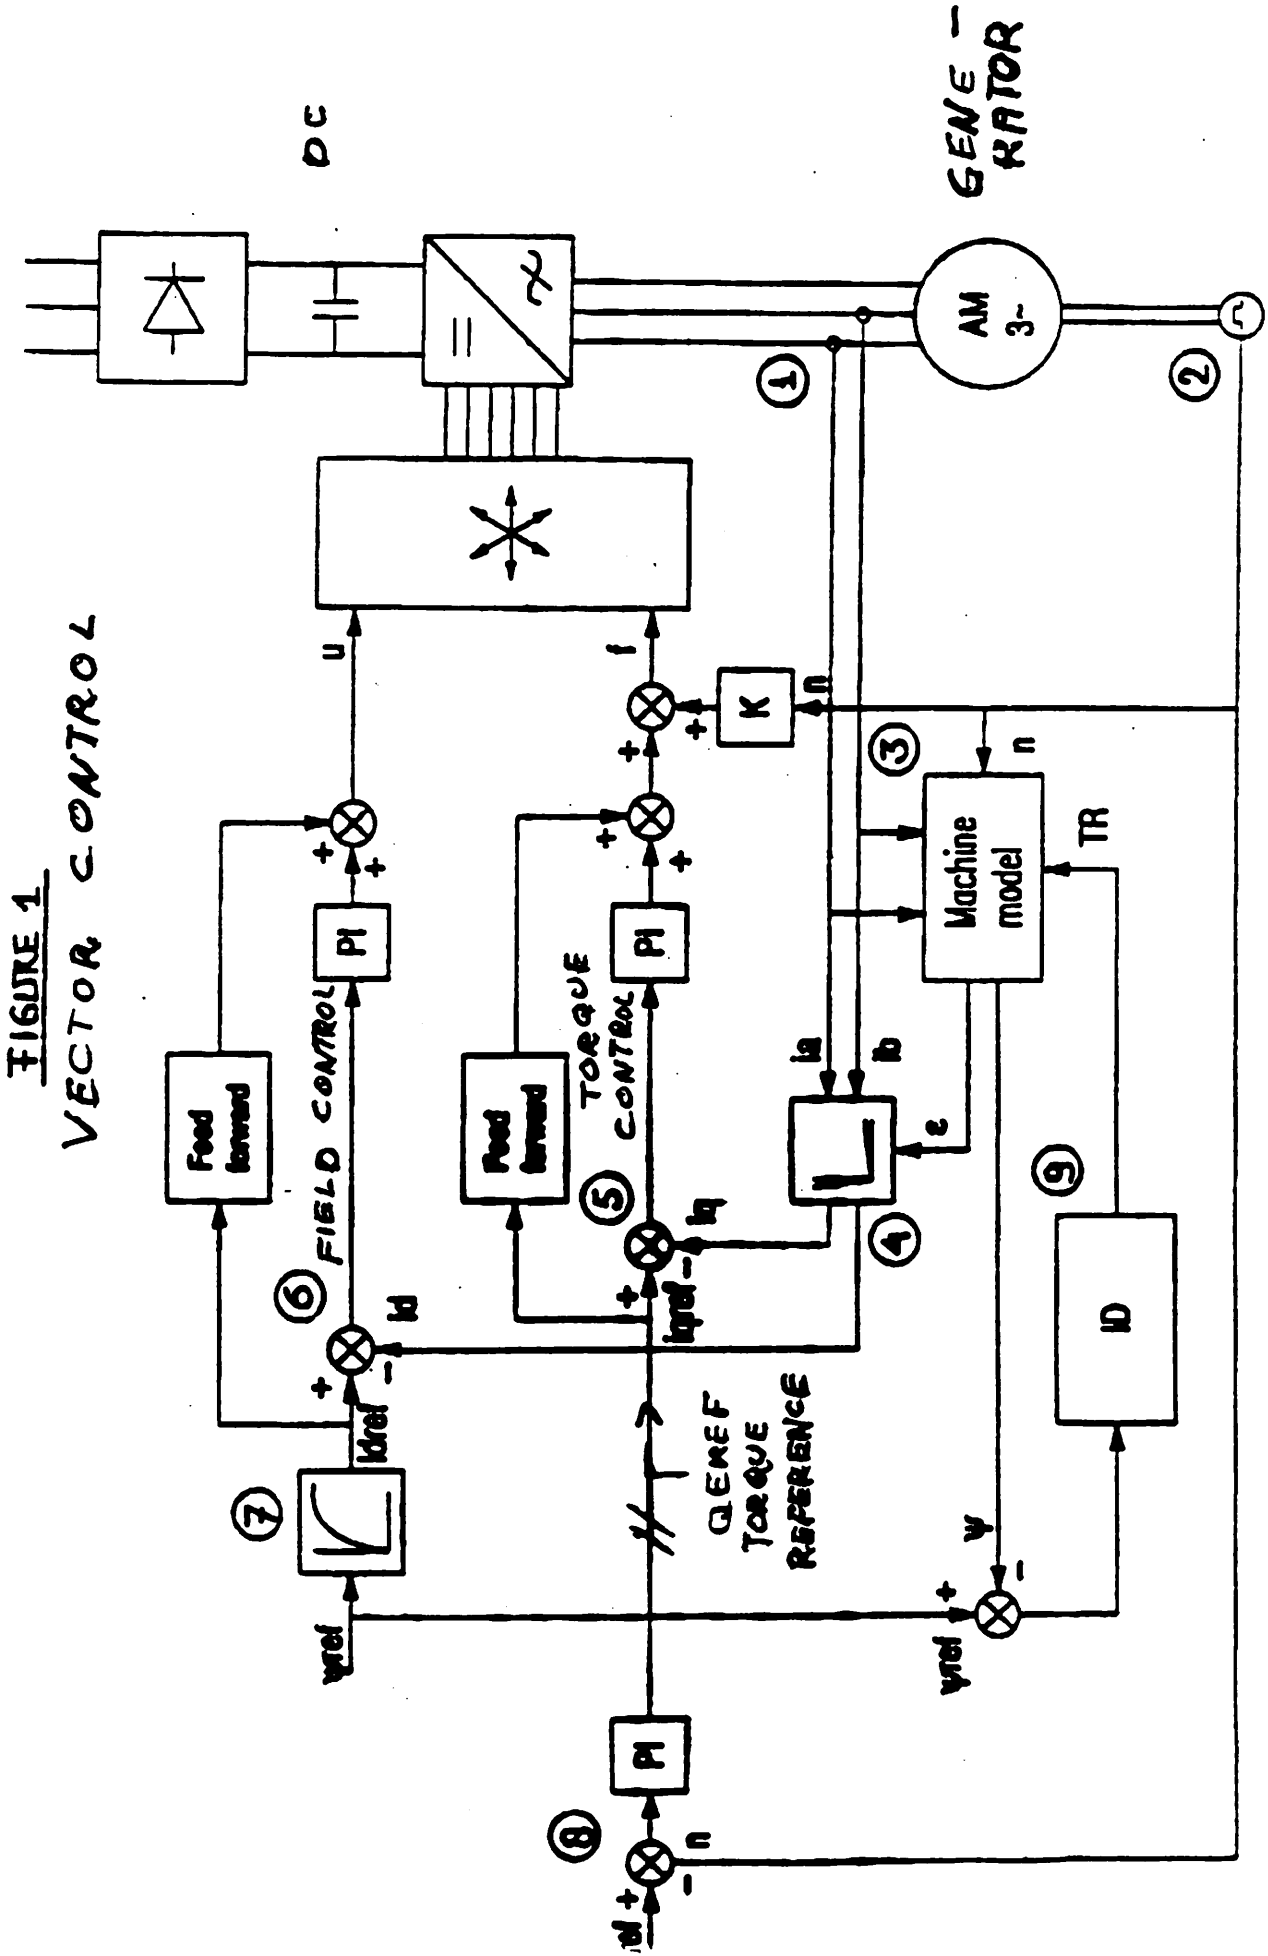 FIGURE 1
VECTOR CONTROL
DC
GENE-
RATOR
AM
3~
1
2
u
f
K
n
3
n
Machine
model
TR
Feed
forward
FIELD CONTROL
PI
+
+
Feed
forward
TORQUE
CONTROL
PI
+
+
+
+
ia
ib
ε
4
5
iq
+
-
iqref
6
id
+
-
idref
7
ψref
QEREF
TORQUE
REFERENCE
9
ID
ψ
-
+
ψref
PI
8
n
+
-